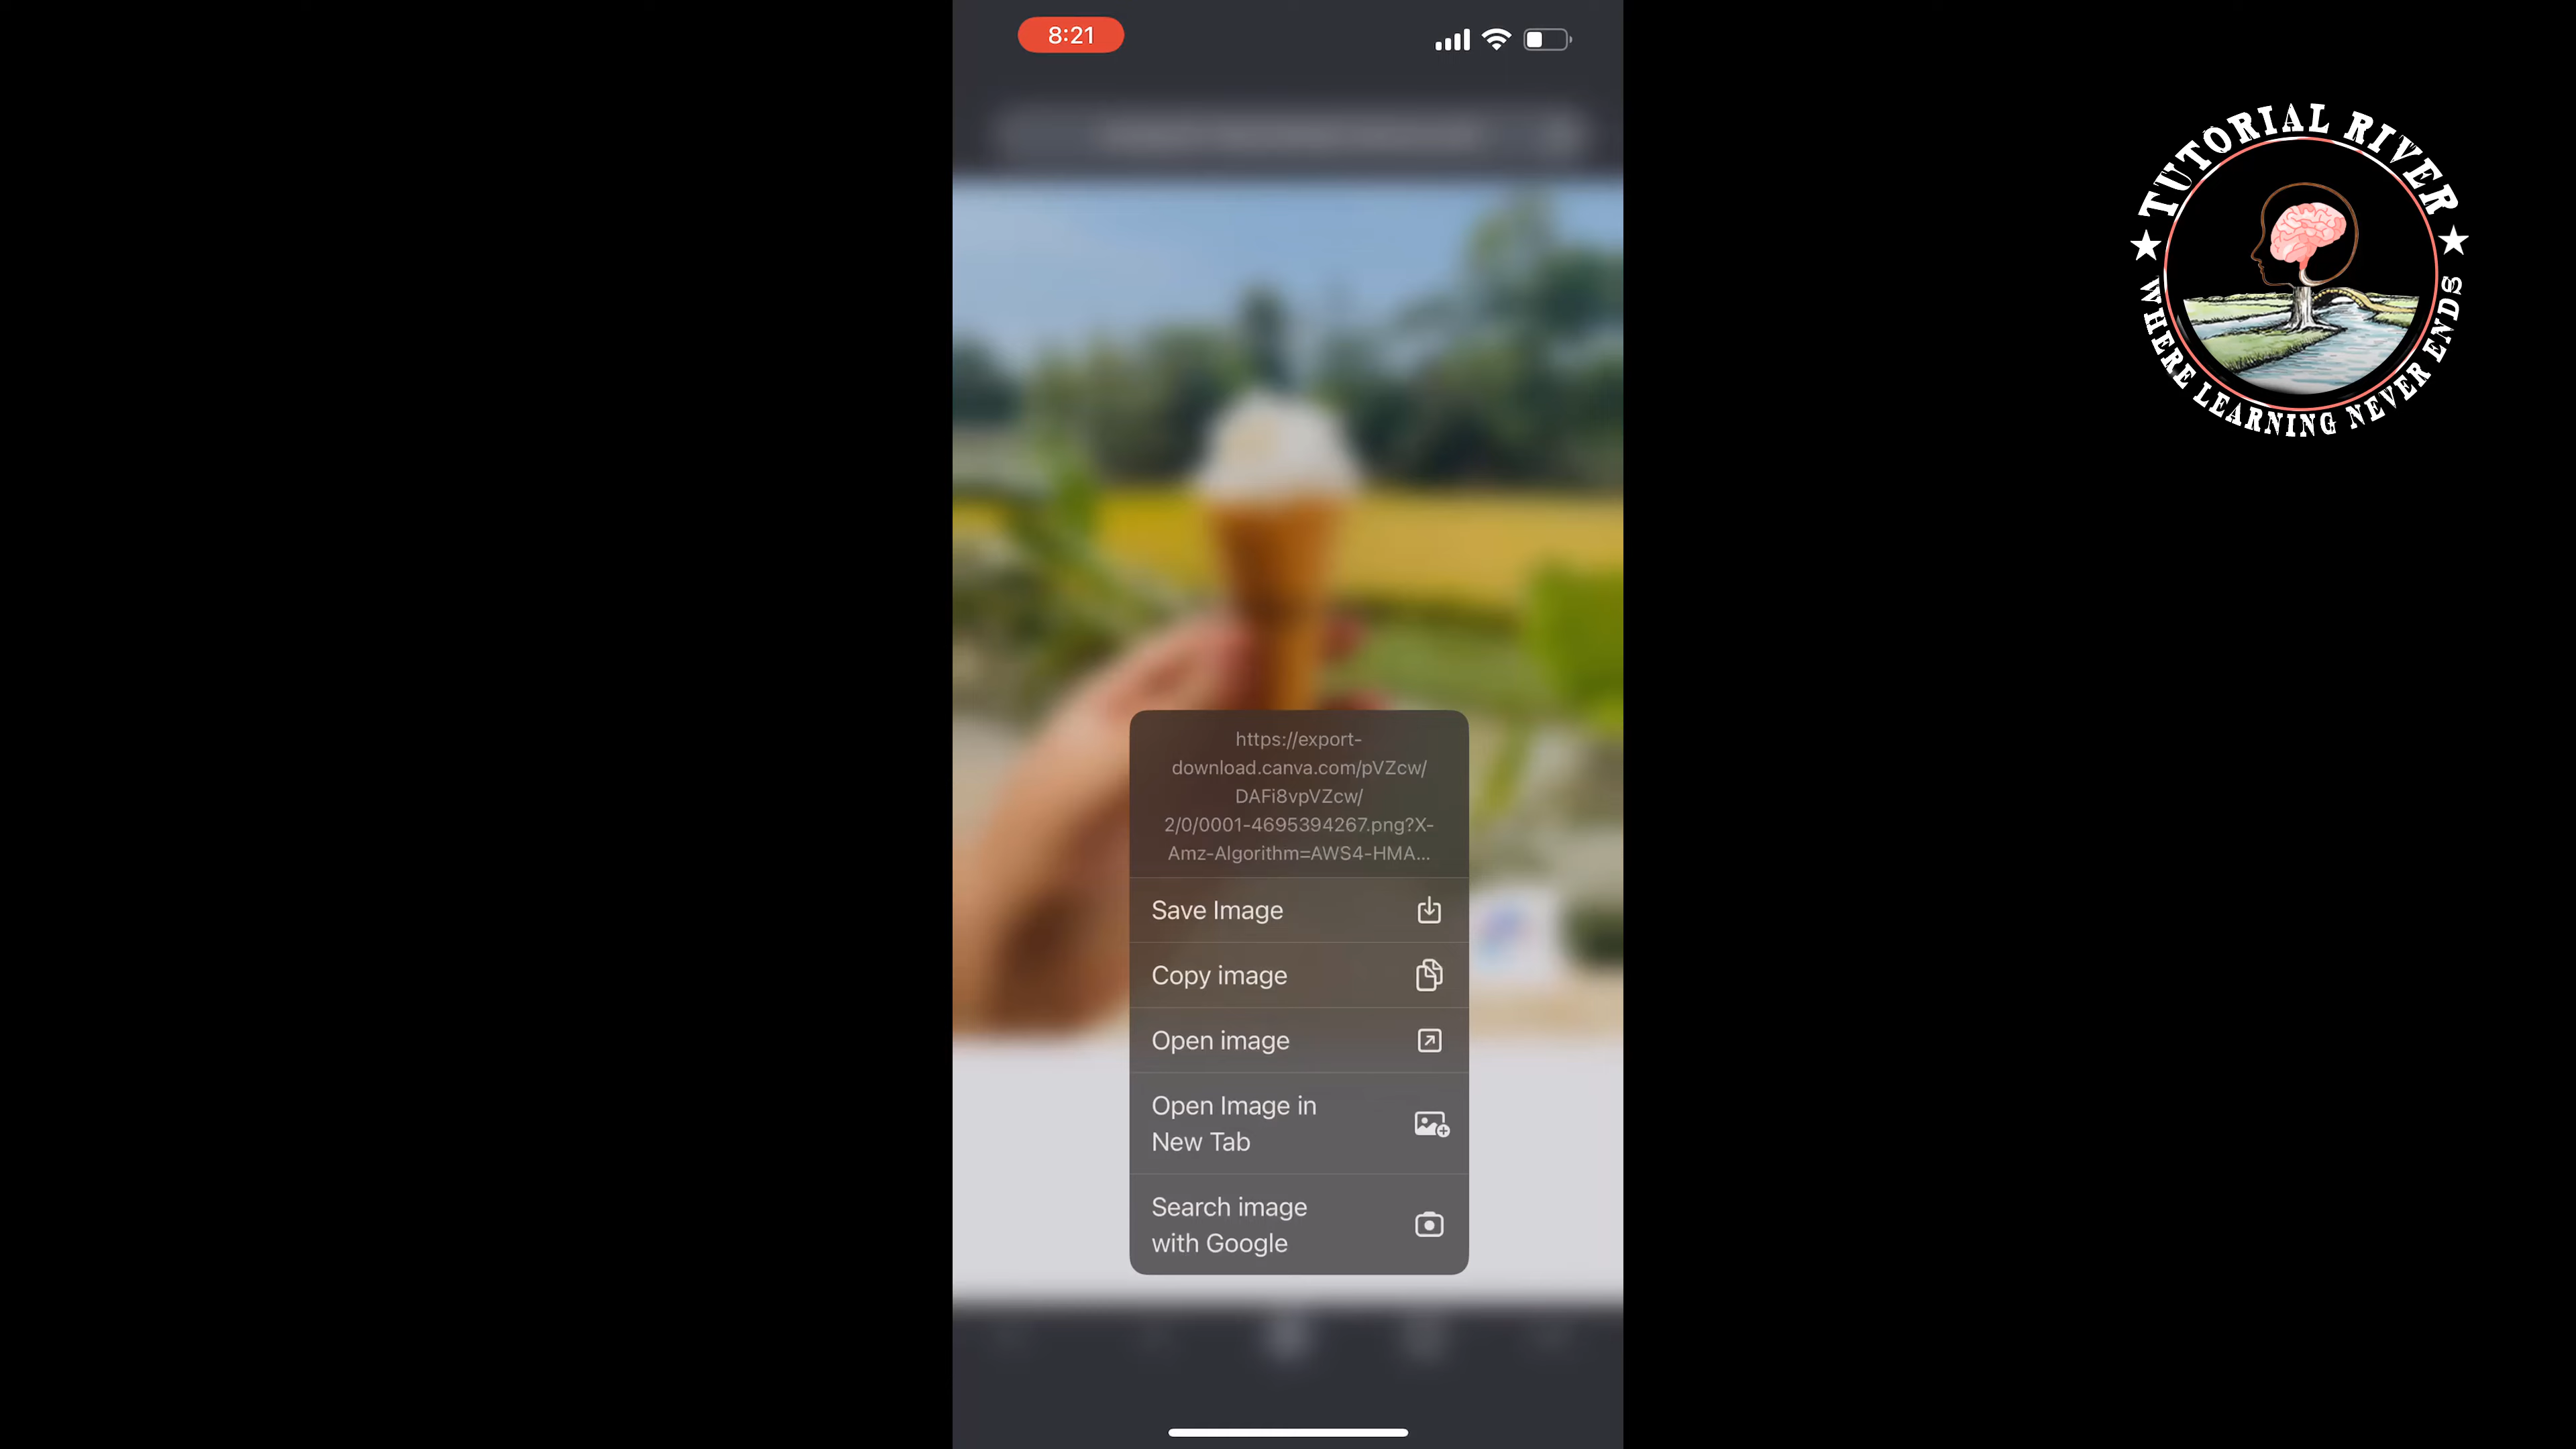 8:21
TUTORIAL RIVER
WHERE LEARNING NEVER ENDS
https://export-
download.canva.com/pVZcw/
DAFi8vpVZcw/
2/0/0001-4695394267.png?X-
Amz-Algorithm=AWS4-HMA...
Save Image
Copy image
Open image
Open Image in
New Tab
Search image
with Google